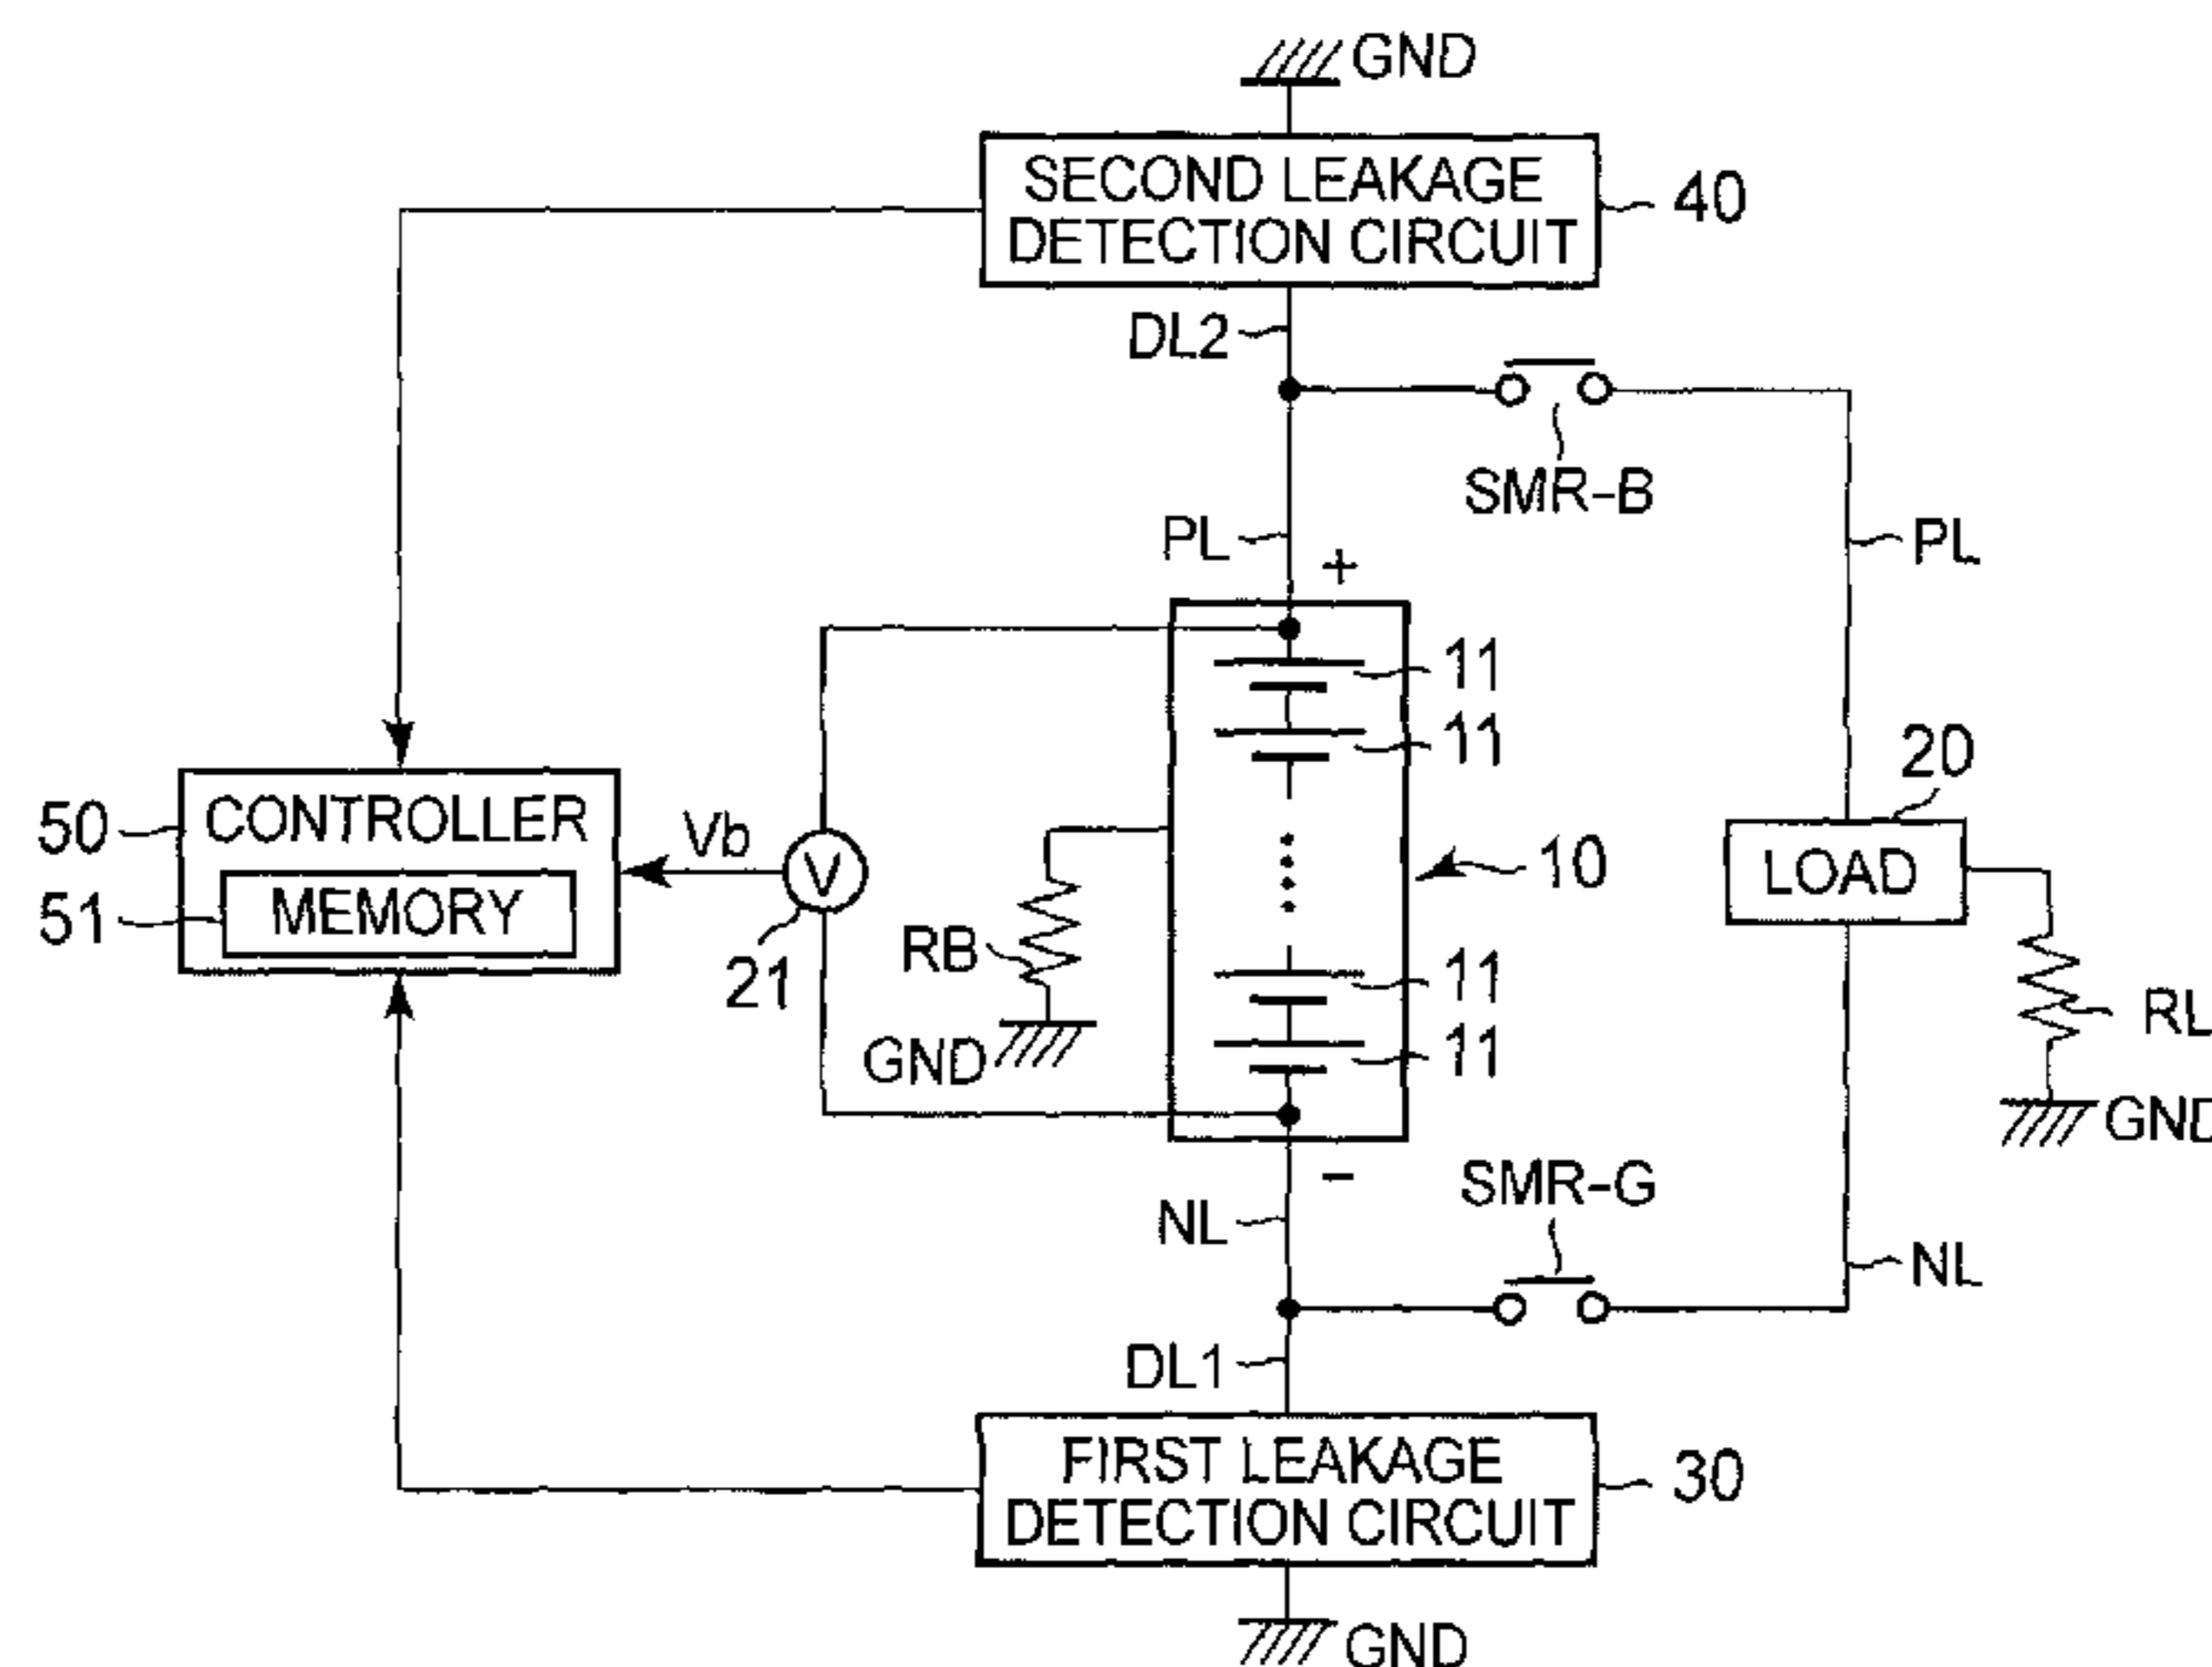 GND
SECOND LEAKAGE
DETECTION CIRCUIT
40
DL2
SMR-B
PL
+
PL
11
11
20
50
CONTROLLER
Vb
V
10
LOAD
51
MEMORY
21
RB
11
RL
GND
11
GND
−
SMR-G
NL
NL
DL1
FIRST LEAKAGE
DETECTION CIRCUIT
30
GND